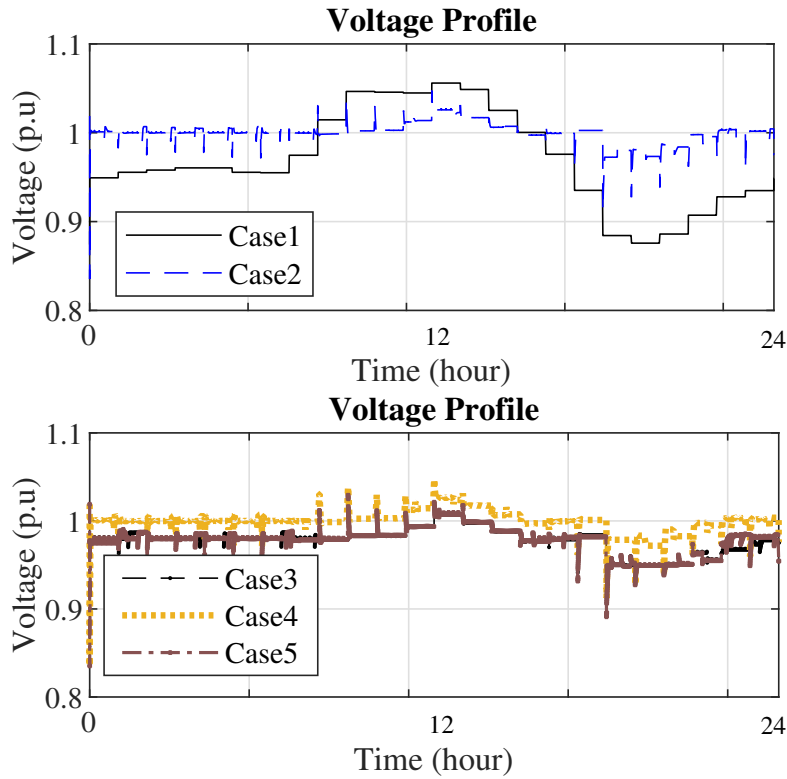 Voltage Profile
1.1
1
0.9
0.8
Voltage (p.u)
Case1
Case2
0
12
24
Time (hour)
Voltage Profile
1.1
1
0.9
0.8
Voltage (p.u)
Case3
Case4
Case5
0
12
24
Time (hour)